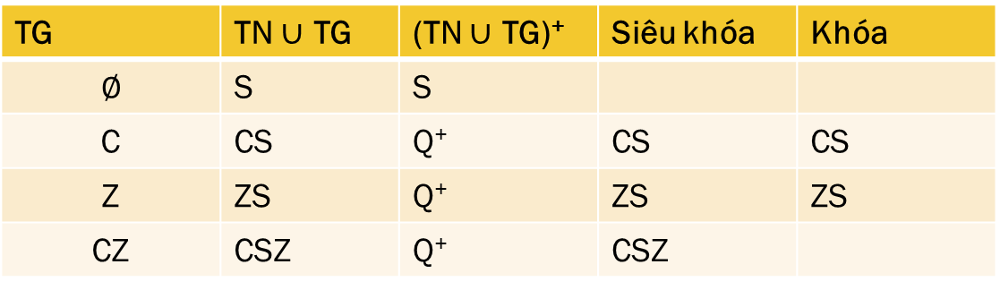 TG TN ∪ TG (TN ∪ TG)⁺ Siêu khóa Khóa
Ø S S
C CS Q⁺ CS CS
Z ZS Q⁺ ZS ZS
CZ CSZ Q⁺ CSZ